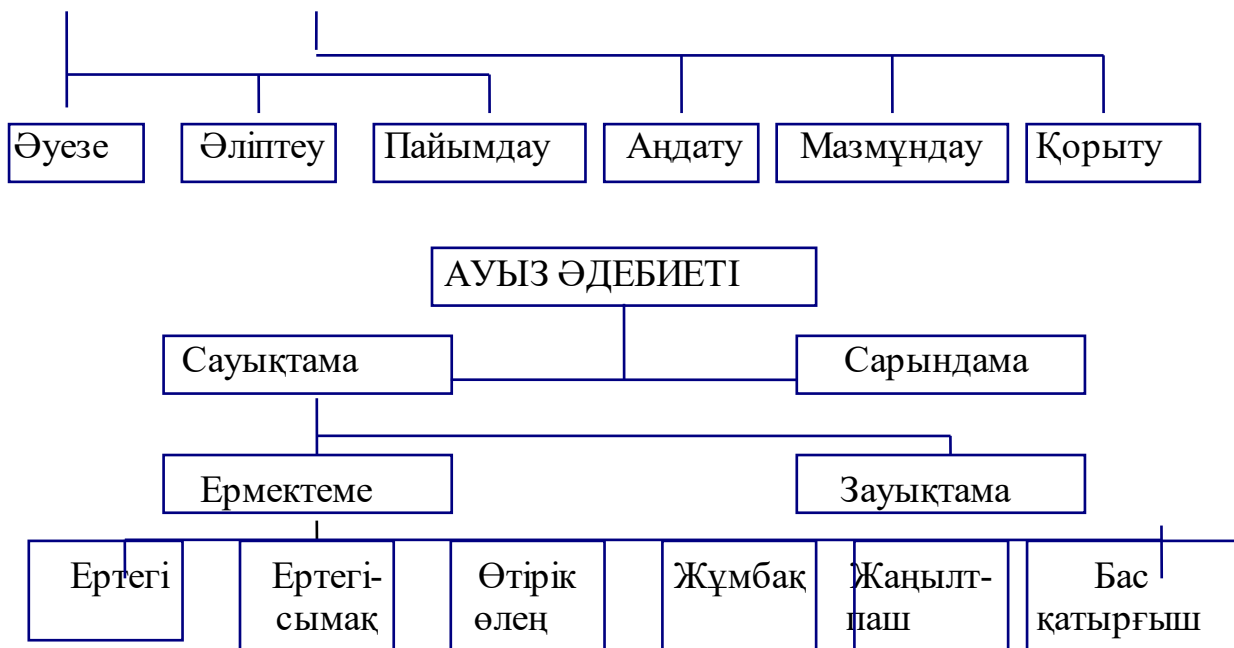 Әуезе Әліптеу Пайымдау Аңдату Мазмұндау Қорыту
АУЫЗ ӘДЕБИЕТІ
Сауықтама Сарындама
Ермектеме Зауықтама
Ертегі Ертегі- Өтірік Жұмбақ Жаңылт- Бас
сымақ өлең паш қатырғыш